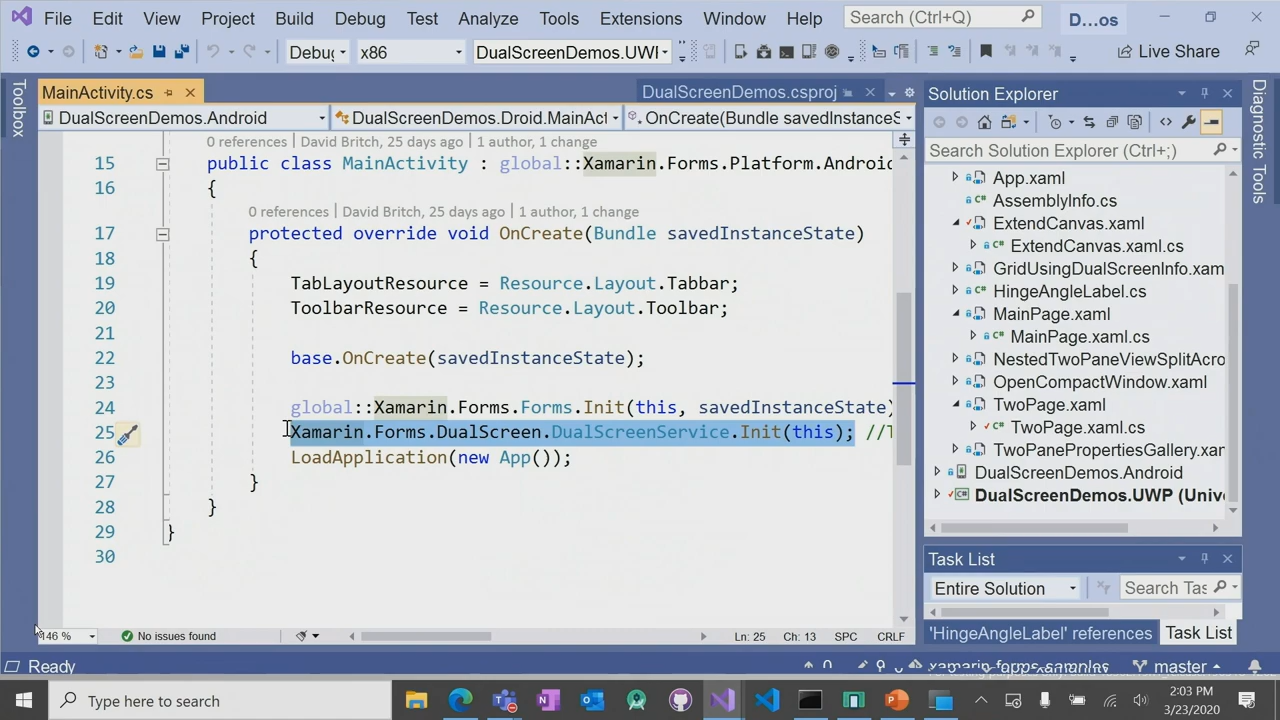 File Edit View Project Build Debug Test Analyze Tools Extensions Window Help Search (Ctrl+Q) D...os
Debug x86 DualScreenDemos.UWP Live Share
Toolbox
MainActivity.cs DualScreenDemos.csproj
DualScreenDemos.Android DualScreenDemos.Droid.MainAct OnCreate(Bundle savedInstanceS
0 references | David Britch, 25 days ago | 1 author, 1 change
15 public class MainActivity : global::Xamarin.Forms.Platform.Android
16 {
0 references | David Britch, 25 days ago | 1 author, 1 change
17 protected override void OnCreate(Bundle savedInstanceState)
18 {
19 TabLayoutResource = Resource.Layout.Tabbar;
20 ToolbarResource = Resource.Layout.Toolbar;
21
22 base.OnCreate(savedInstanceState);
23
24 global::Xamarin.Forms.Forms.Init(this, savedInstanceState)
25 Xamarin.Forms.DualScreen.DualScreenService.Init(this); //T
26 LoadApplication(new App());
27 }
28 }
29 }
30
146 % No issues found Ln: 25 Ch: 13 SPC CRLF
Solution Explorer
Search Solution Explorer (Ctrl+;)
App.xaml
AssemblyInfo.cs
ExtendCanvas.xaml
ExtendCanvas.xaml.cs
GridUsingDualScreenInfo.xam
HingeAngleLabel.cs
MainPage.xaml
MainPage.xaml.cs
NestedTwoPaneViewSplitAcro
OpenCompactWindow.xaml
TwoPage.xaml
TwoPage.xaml.cs
TwoPanePropertiesGallery.xan
DualScreenDemos.Android
DualScreenDemos.UWP (Unive
Task List
Entire Solution Search Tas
'HingeAngleLabel' references Task List
Diagnostic Tools
Ready 0 9 xamarin-forms-samples master
Type here to search
2:03 PM
3/23/2020